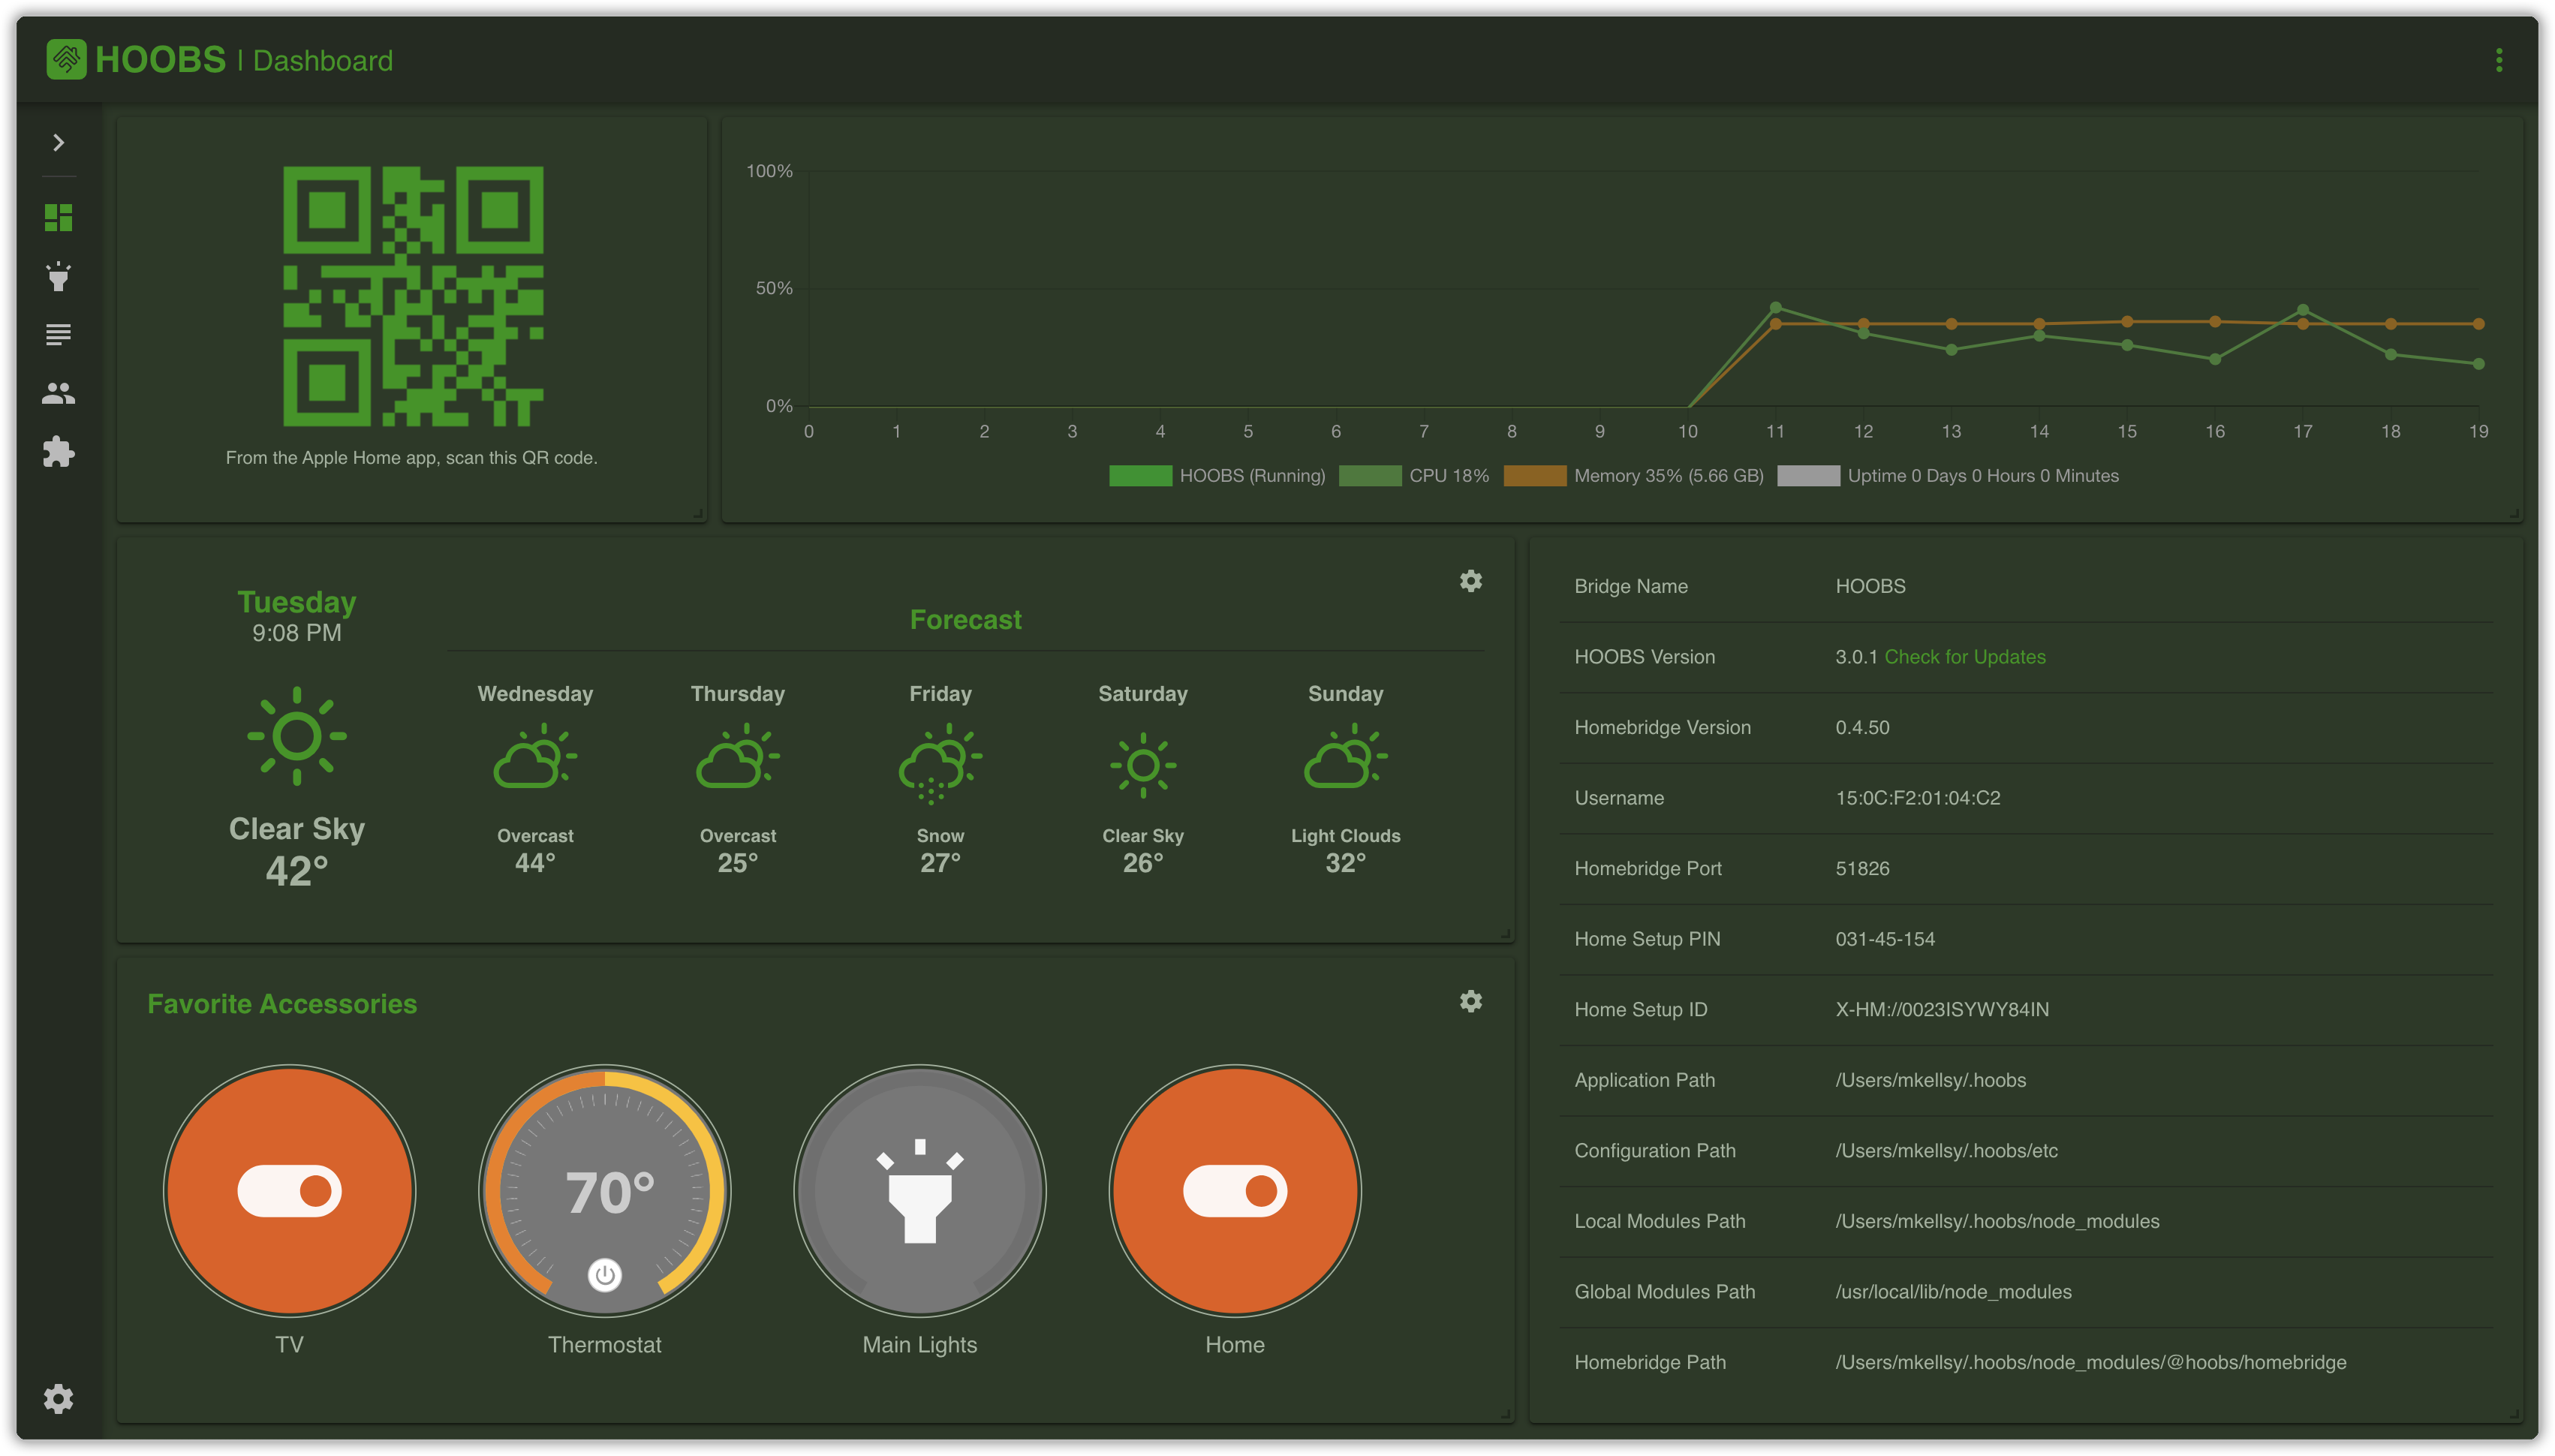 HOOBS | Dashboard
From the Apple Home app, scan this QR code.
100%
50%
0%
0 1 2 3 4 5 6 7 8 9 10 11 12 13 14 15 16 17 18 19
HOOBS (Running) CPU 18% Memory 35% (5.66 GB) Uptime 0 Days 0 Hours 0 Minutes
Tuesday
9:08 PM
Clear Sky
42°
Forecast
Wednesday Thursday Friday Saturday Sunday
Overcast Overcast Snow Clear Sky Light Clouds
44° 25° 27° 26° 32°
Favorite Accessories
70°
TV Thermostat Main Lights Home
Bridge Name HOOBS
HOOBS Version 3.0.1 Check for Updates
Homebridge Version 0.4.50
Username 15:0C:F2:01:04:C2
Homebridge Port 51826
Home Setup PIN 031-45-154
Home Setup ID X-HM://0023ISYWY84IN
Application Path /Users/mkellsy/.hoobs
Configuration Path /Users/mkellsy/.hoobs/etc
Local Modules Path /Users/mkellsy/.hoobs/node_modules
Global Modules Path /usr/local/lib/node_modules
Homebridge Path /Users/mkellsy/.hoobs/node_modules/@hoobs/homebridge